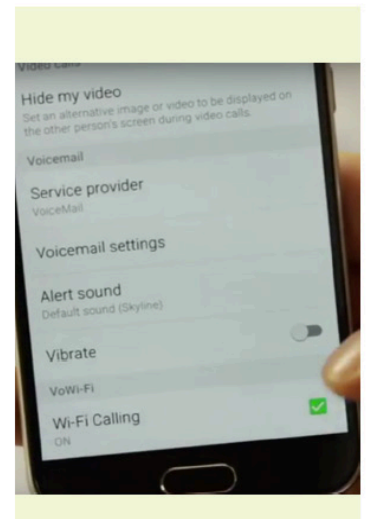 Video calls
Hide my video
Set an alternative image or video to be displayed on
the other person's screen during video calls.
Voicemail
Service provider
VoiceMail
Voicemail settings
Alert sound
Default sound (Skyline)
Vibrate
VoWi-Fi
Wi-Fi Calling
ON